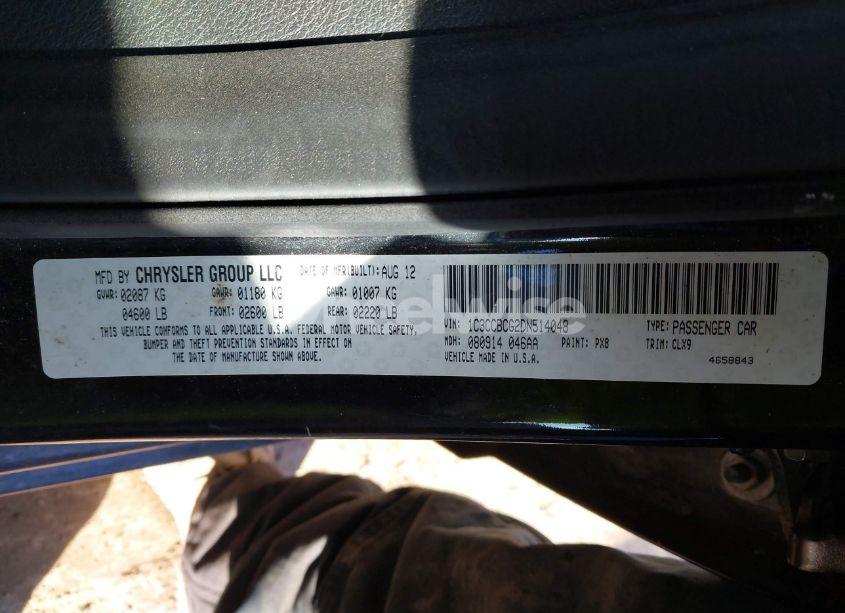 MFD BY CHRYSLER GROUP LLC DATE OF MFR(BUILT): AUG 12
GVWR: 02087 KG GAWR: 01180 KG GAWR: 01007 KG
04600 LB FRONT: 02600 LB REAR: 02220 LB
THIS VEHICLE CONFORMS TO ALL APPLICABLE U.S.A. FEDERAL MOTOR VEHICLE SAFETY,
BUMPER AND THEFT PREVENTION STANDARDS IN EFFECT ON
THE DATE OF MANUFACTURE SHOWN ABOVE.
VIN: 1C3CCBCG2DN514048 TYPE: PASSENGER CAR
MDH: 080914 046AA PAINT: PX8 TRIM: CLX9
VEHICLE MADE IN U.S.A.
4658843